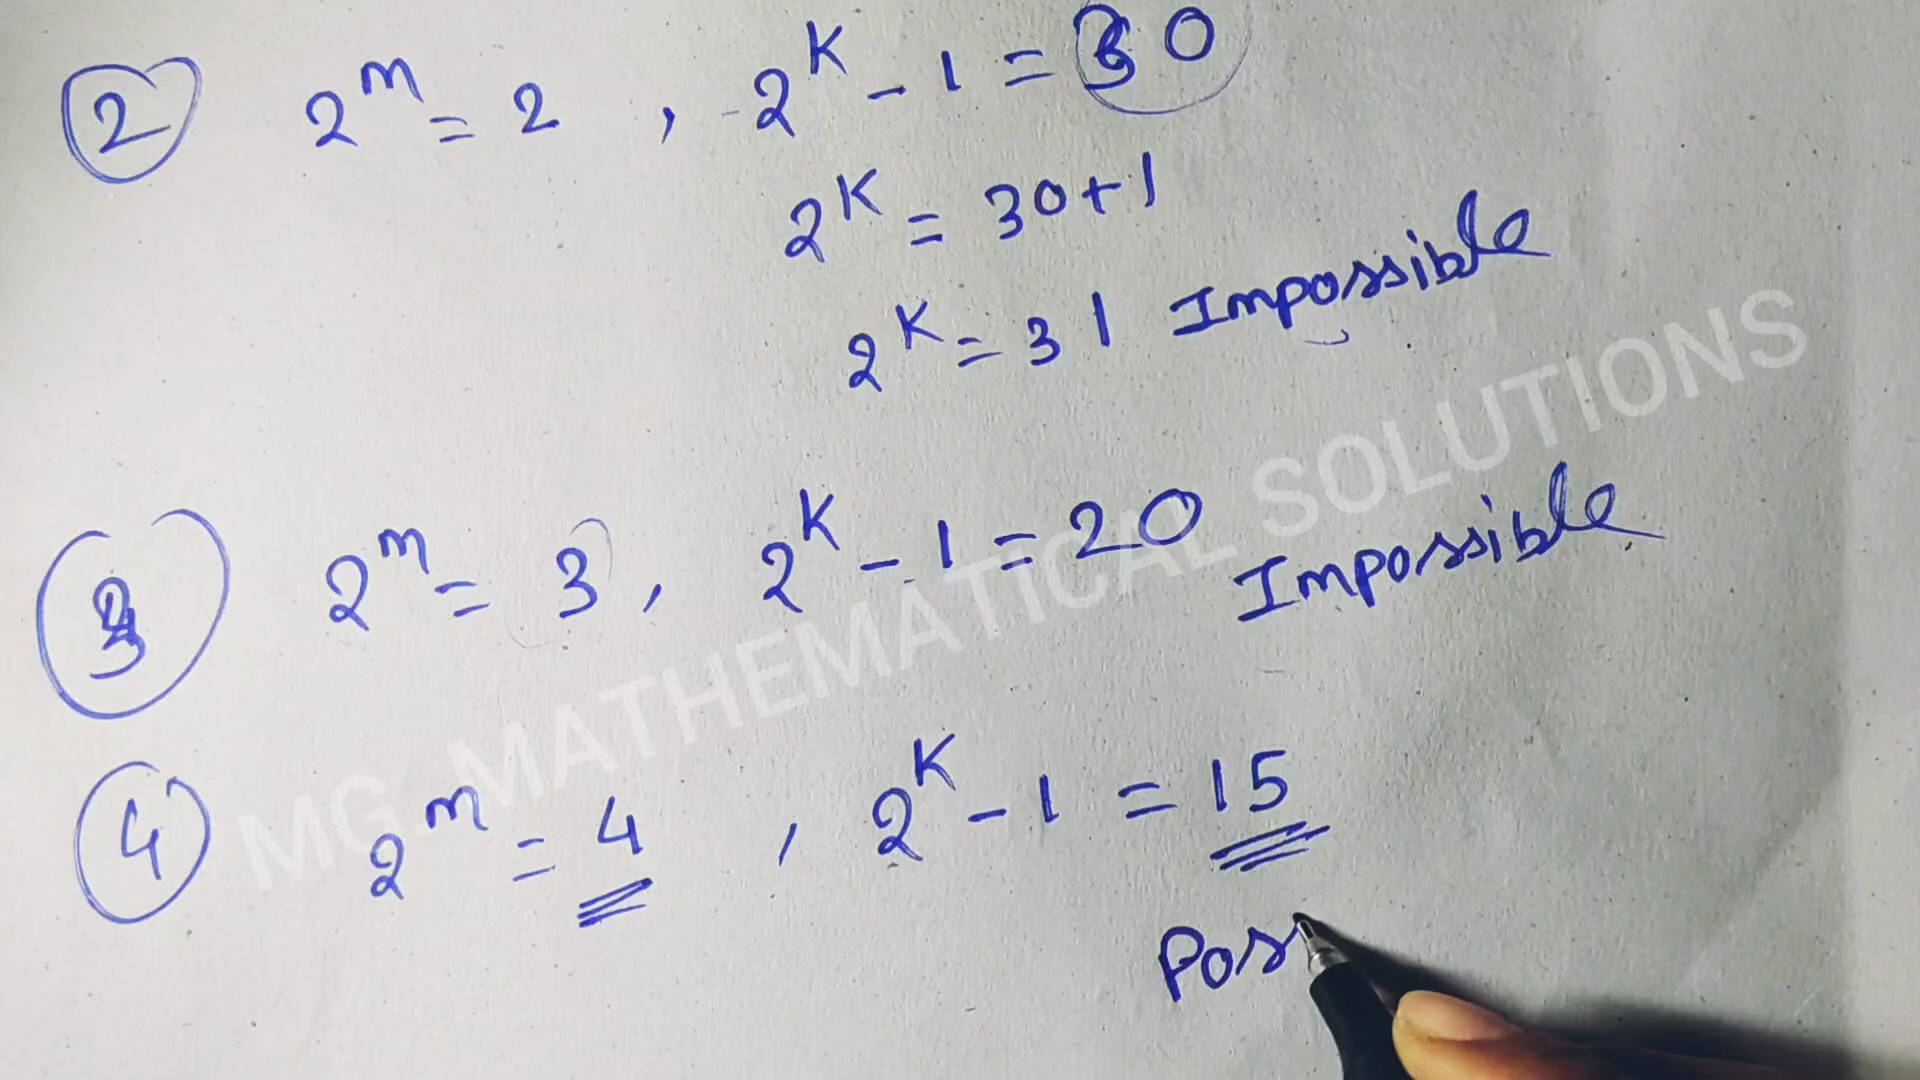 ② 2^m = 2 , 2^k - 1 = 30
2^k = 30+1
2^k = 31 Impossible
③ 2^m = 3 , 2^k - 1 = 20 Impossible
④ 2^m = 4 , 2^k - 1 = 15
Poss
MG MATHEMATICAL SOLUTIONS